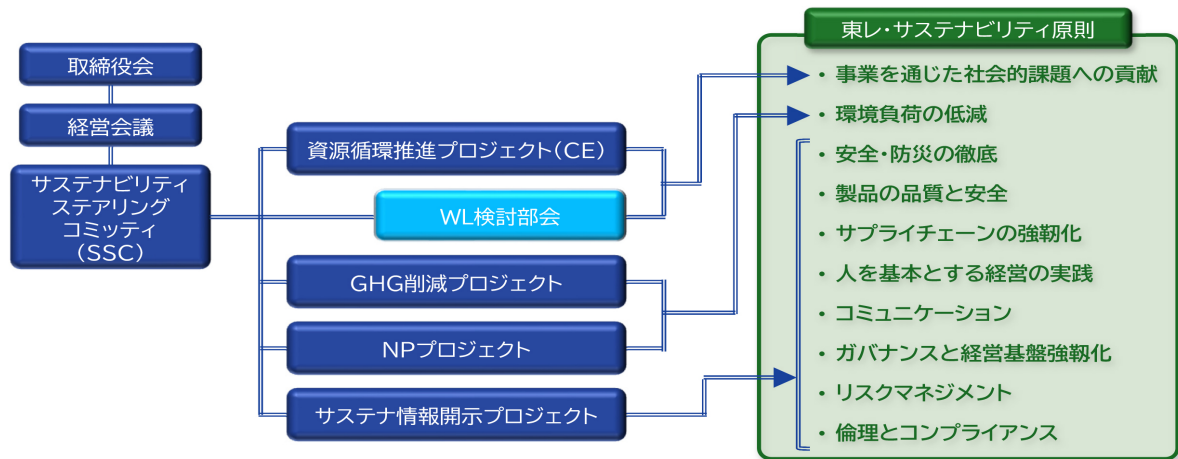 取締役会
経営会議
サステナビリティ
ステアリング
コミッティ
(SSC)
資源循環推進プロジェクト(CE)
WL検討部会
GHG削減プロジェクト
NPプロジェクト
サステナ情報開示プロジェクト
東レ・サステナビリティ原則
・事業を通じた社会的課題への貢献
・環境負荷の低減
・安全・防災の徹底
・製品の品質と安全
・サプライチェーンの強靭化
・人を基本とする経営の実践
・コミュニケーション
・ガバナンスと経営基盤強靭化
・リスクマネジメント
・倫理とコンプライアンス